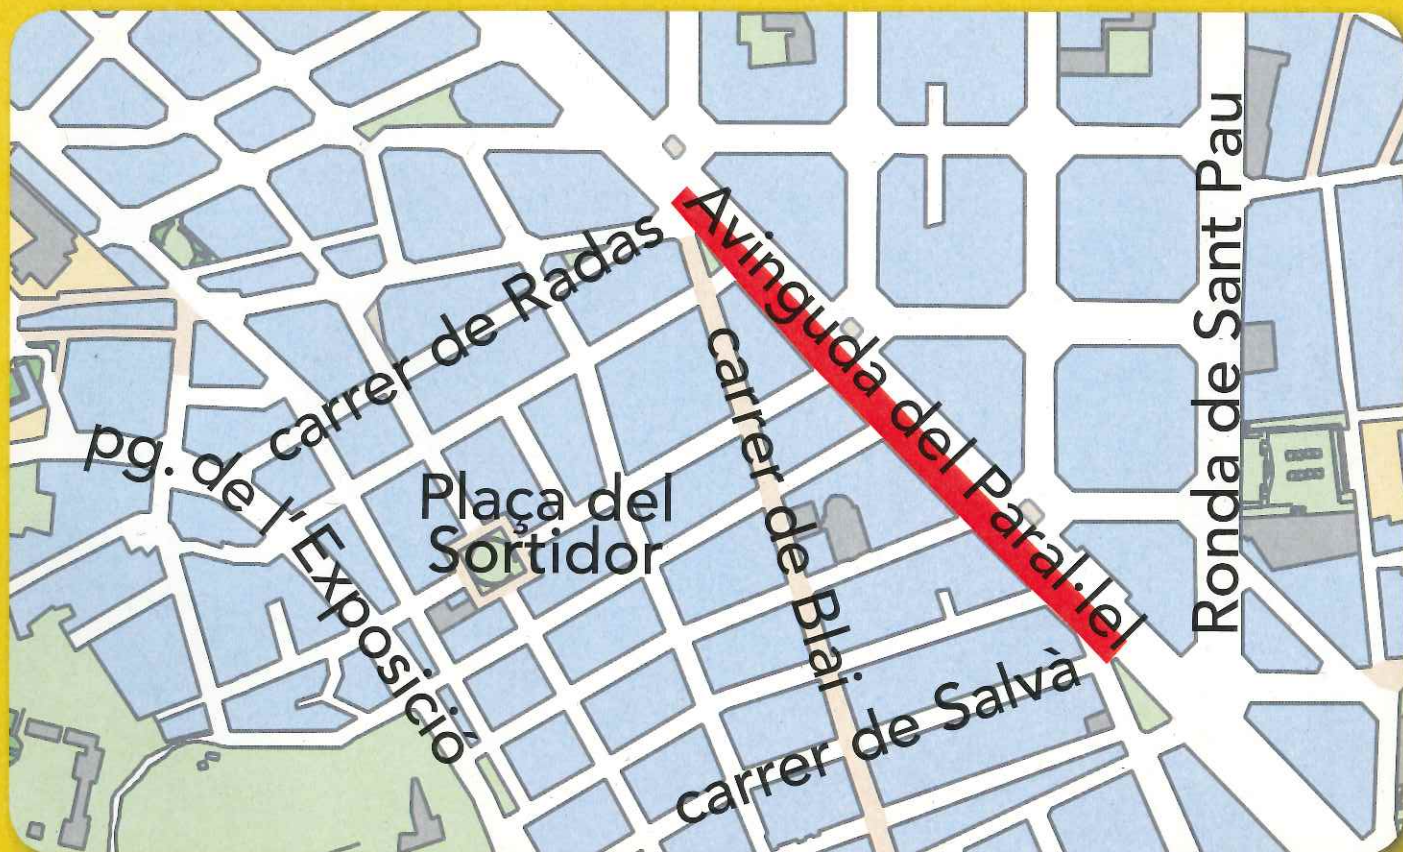 Avinguda del Paral·lel
Ronda de Sant Pau
carrer de Radas
carrer de Blai
pg. de l'Exposició
Plaça del
Sortidor
carrer de Salvà